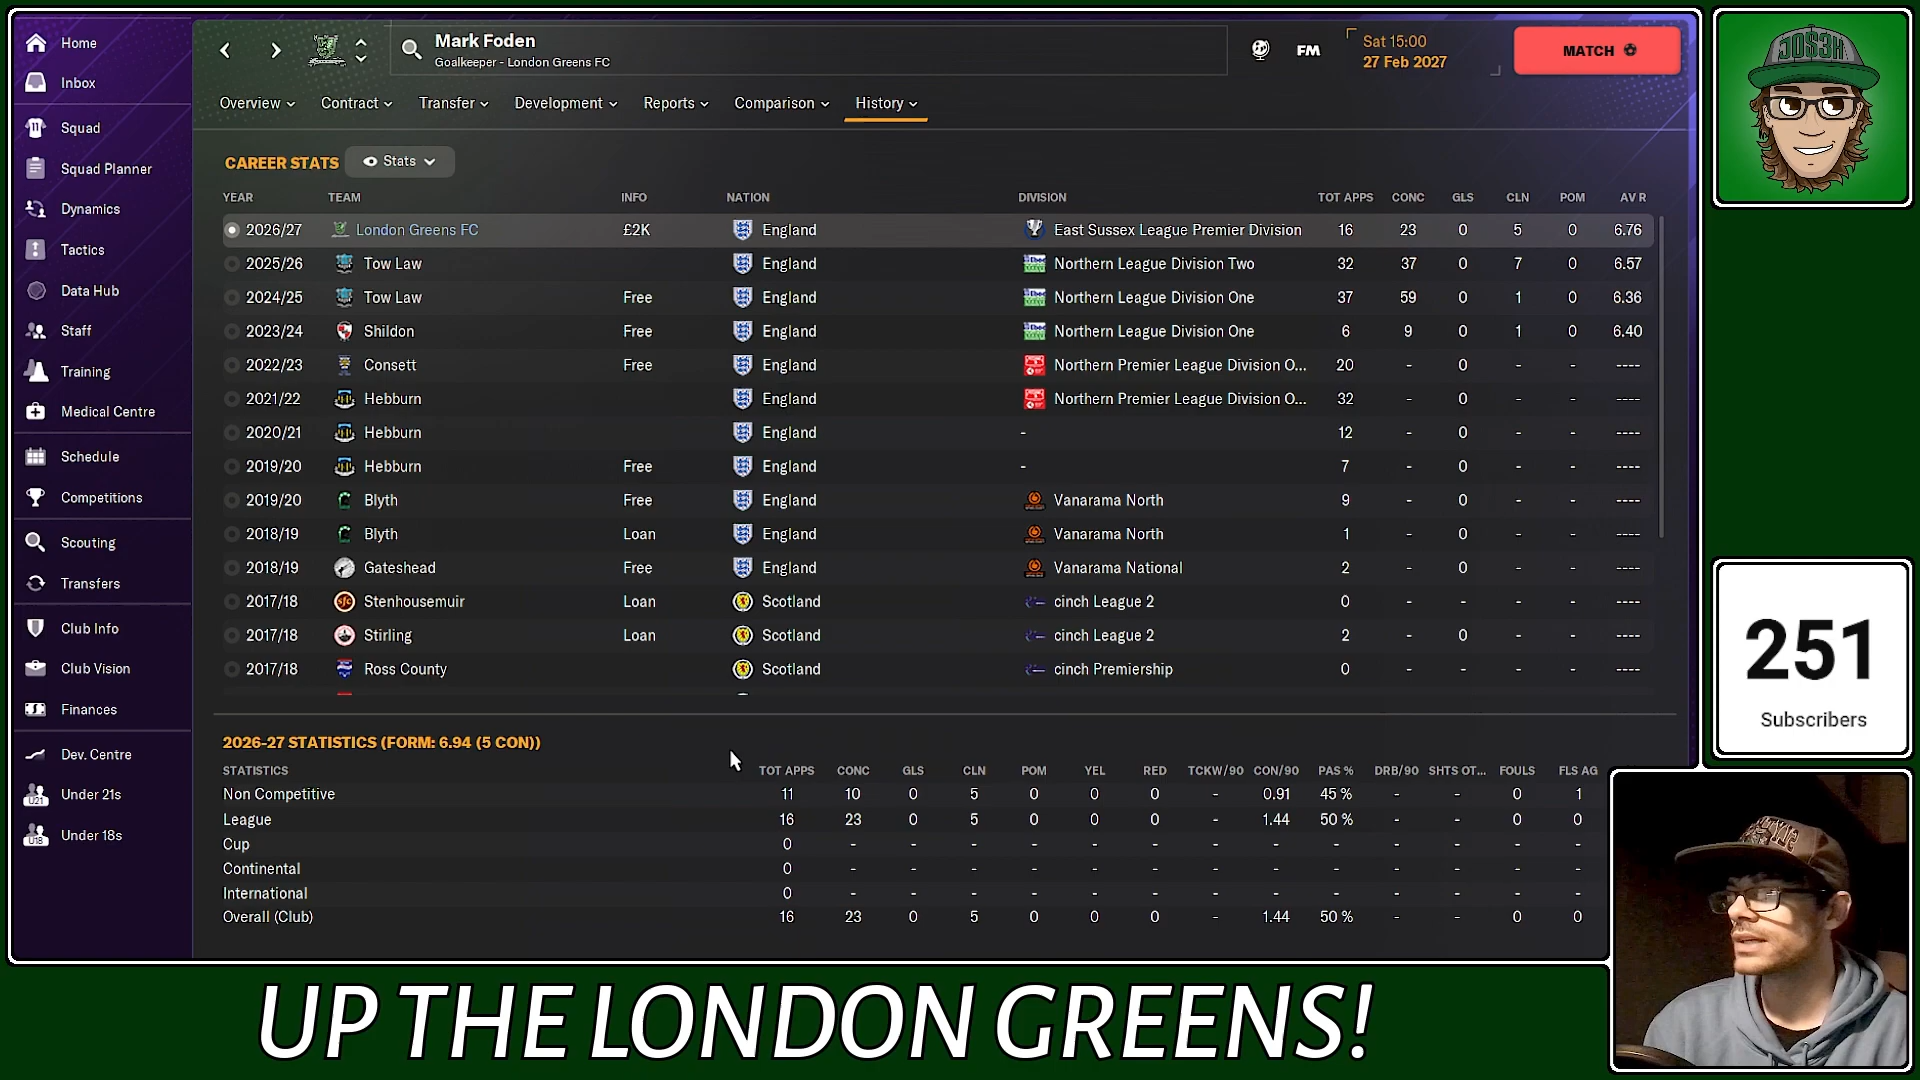 Home
Inbox
Squad
Squad Planner
Dynamics
Tactics
Data Hub
Staff
Training
Medical Centre
Schedule
Competitions
Scouting
Transfers
Club Info
Club Vision
Finances
Dev. Centre
Under 21s
Under 18s
Mark Foden
Goalkeeper - London Greens FC
FM
Sat 15:00
27 Feb 2027
MATCH
Overview Contract Transfer Development Reports Comparison History
CAREER STATS Stats
YEAR TEAM INFO NATION DIVISION TOT APPS CONC GLS CLN POM AV R
2026/27 London Greens FC £2K England East Sussex League Premier Division 16 23 0 5 0 6.76
2025/26 Tow Law England Northern League Division Two 32 37 0 7 0 6.57
2024/25 Tow Law Free England Northern League Division One 37 59 0 1 0 6.36
2023/24 Shildon Free England Northern League Division One 6 9 0 1 0 6.40
2022/23 Consett Free England Northern Premier League Division O... 20 - 0 - - ----
2021/22 Hebburn England Northern Premier League Division O... 32 - 0 - - ----
2020/21 Hebburn England - 12 - 0 - - ----
2019/20 Hebburn Free England - 7 - 0 - - ----
2019/20 Blyth Free England Vanarama North 9 - 0 - - ----
2018/19 Blyth Loan England Vanarama North 1 - 0 - - ----
2018/19 Gateshead Free England Vanarama National 2 - 0 - - ----
2017/18 Stenhousemuir Loan Scotland cinch League 2 0 - - - - ----
2017/18 Stirling Loan Scotland cinch League 2 2 - 0 - - ----
2017/18 Ross County Scotland cinch Premiership 0 - - - - ----
2026-27 STATISTICS (FORM: 6.94 (5 CON))
STATISTICS TOT APPS CONC GLS CLN POM YEL RED TCKW/90 CON/90 PAS % DRB/90 SHTS OT... FOULS FLS AG
Non Competitive 11 10 0 5 0 0 0 - 0.91 45 % - - 0 1
League 16 23 0 5 0 0 0 - 1.44 50 % - - 0 0
Cup 0 - - - - - - - - - - - - -
Continental 0 - - - - - - - - - - - - -
International 0 - - - - - - - - - - - - -
Overall (Club) 16 23 0 5 0 0 0 - 1.44 50 % - - 0 0
JOS3H
251
Subscribers
UP THE LONDON GREENS!